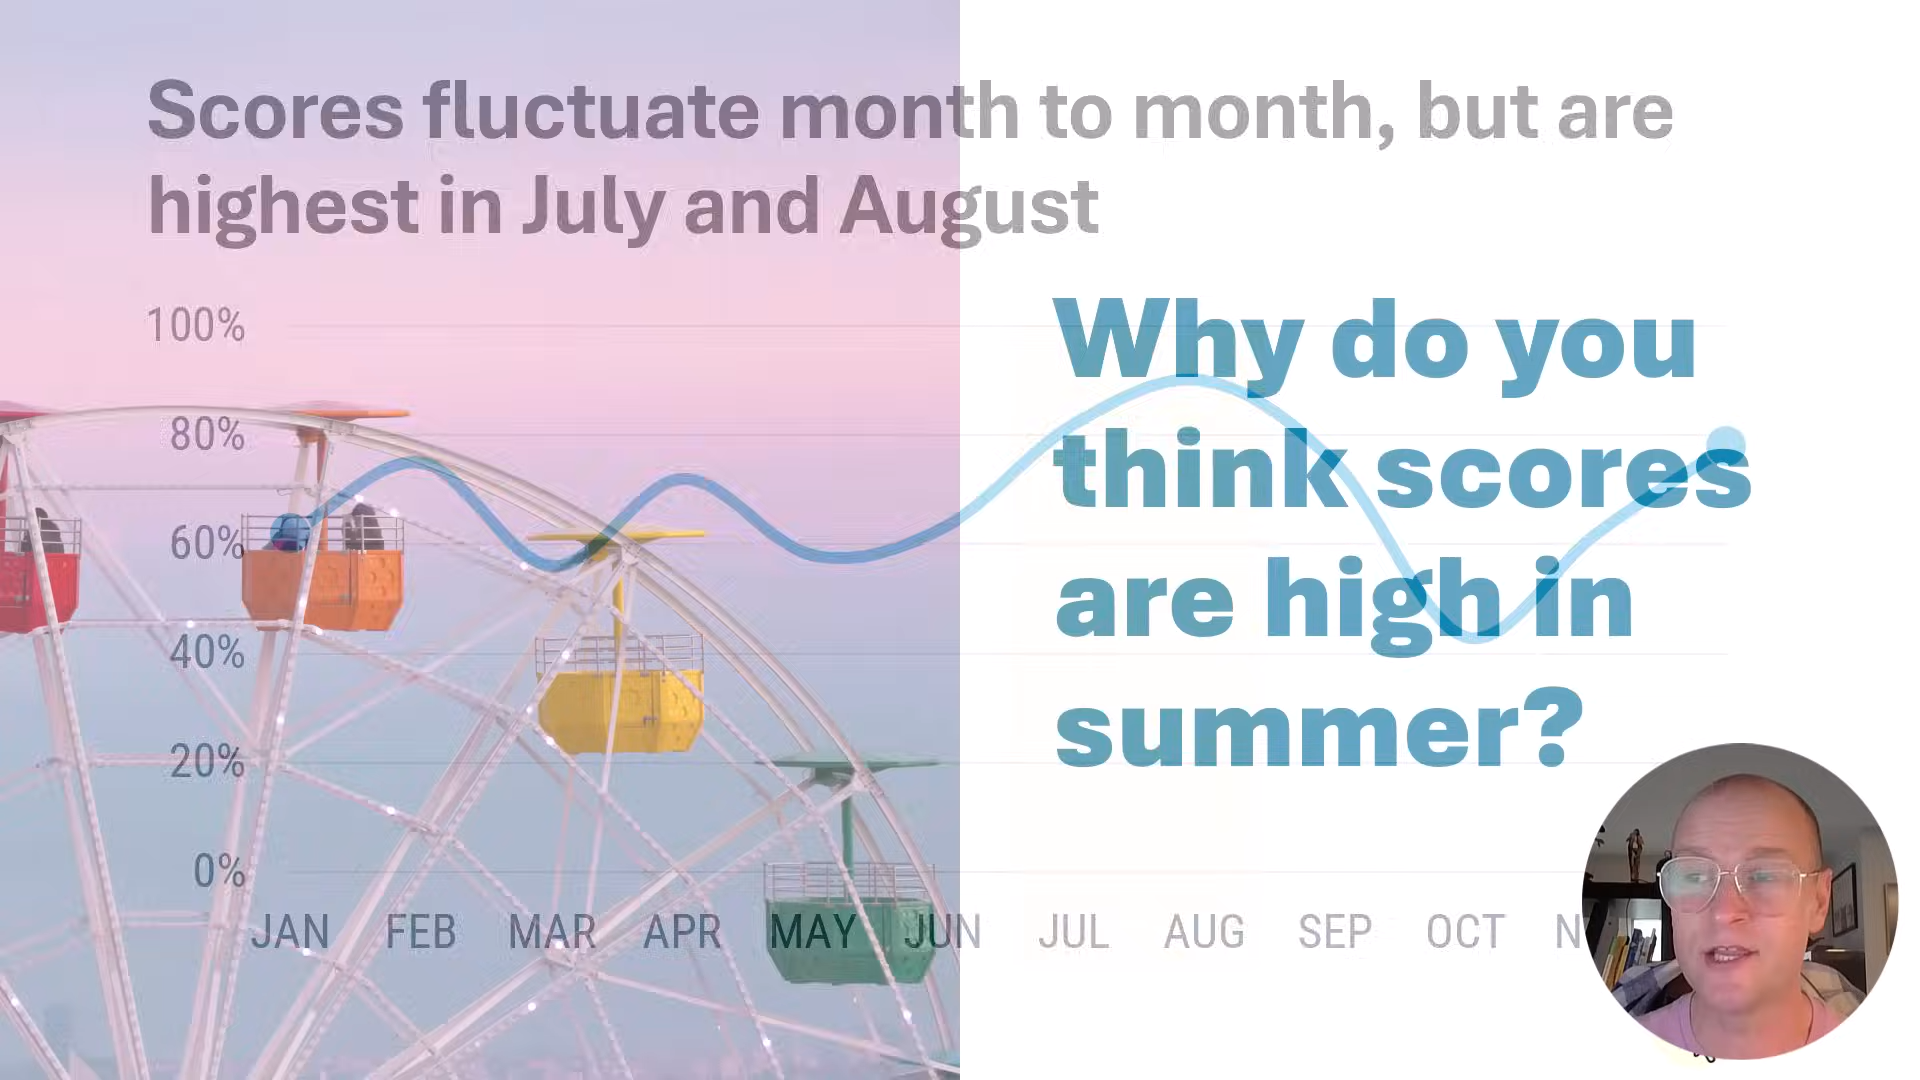 Scores fluctuate month to month, but are
highest in July and August
100%
80%
60%
40%
20%
0%
JAN FEB MAR APR MAY JUN JUL AUG SEP OCT
Why do you
think scores
are high in
summer?